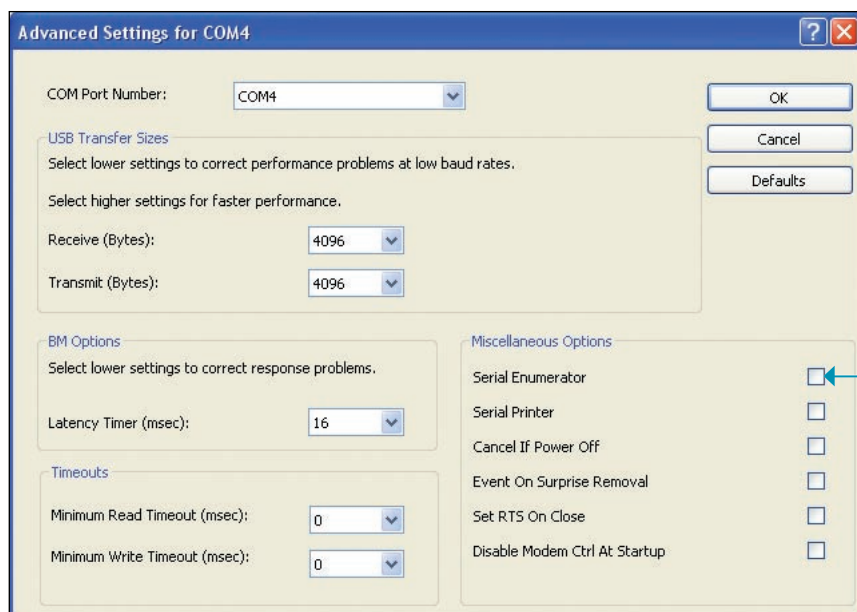 Advanced Settings for COM4
COM Port Number:
COM4
OK
Cancel
Defaults
USB Transfer Sizes
Select lower settings to correct performance problems at low baud rates.
Select higher settings for faster performance.
Receive (Bytes):
4096
Transmit (Bytes):
4096
BM Options
Select lower settings to correct response problems.
Latency Timer (msec):
16
Timeouts
Minimum Read Timeout (msec):
0
Minimum Write Timeout (msec):
0
Miscellaneous Options
Serial Enumerator
Serial Printer
Cancel If Power Off
Event On Surprise Removal
Set RTS On Close
Disable Modem Ctrl At Startup